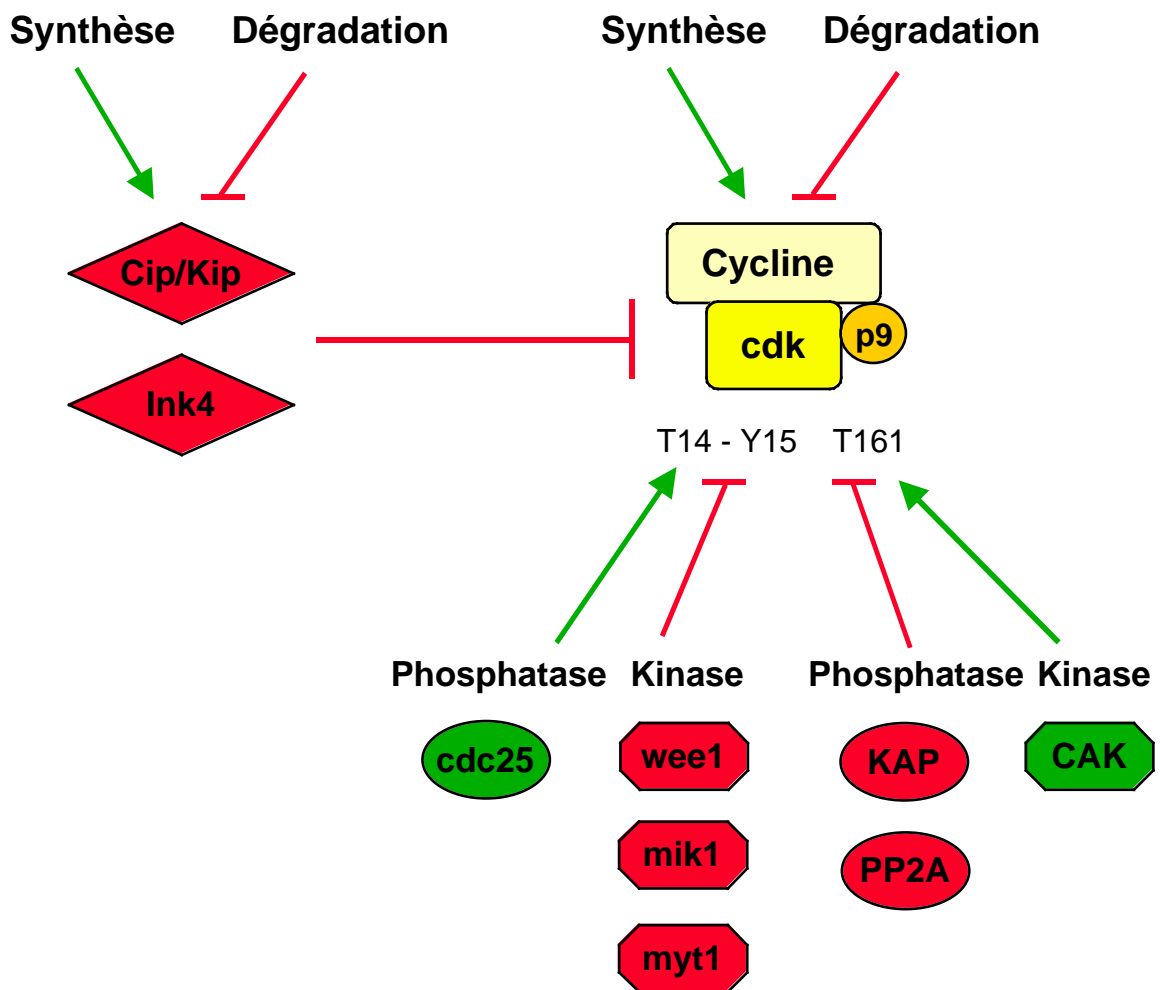 Synthèse Dégradation Synthèse Dégradation
Cip/Kip
Cycline
cdk
p9
Ink4
T14 - Y15 T161
Phosphatase Kinase Phosphatase Kinase
cdc25 wee1 KAP CAK
mik1 PP2A
myt1